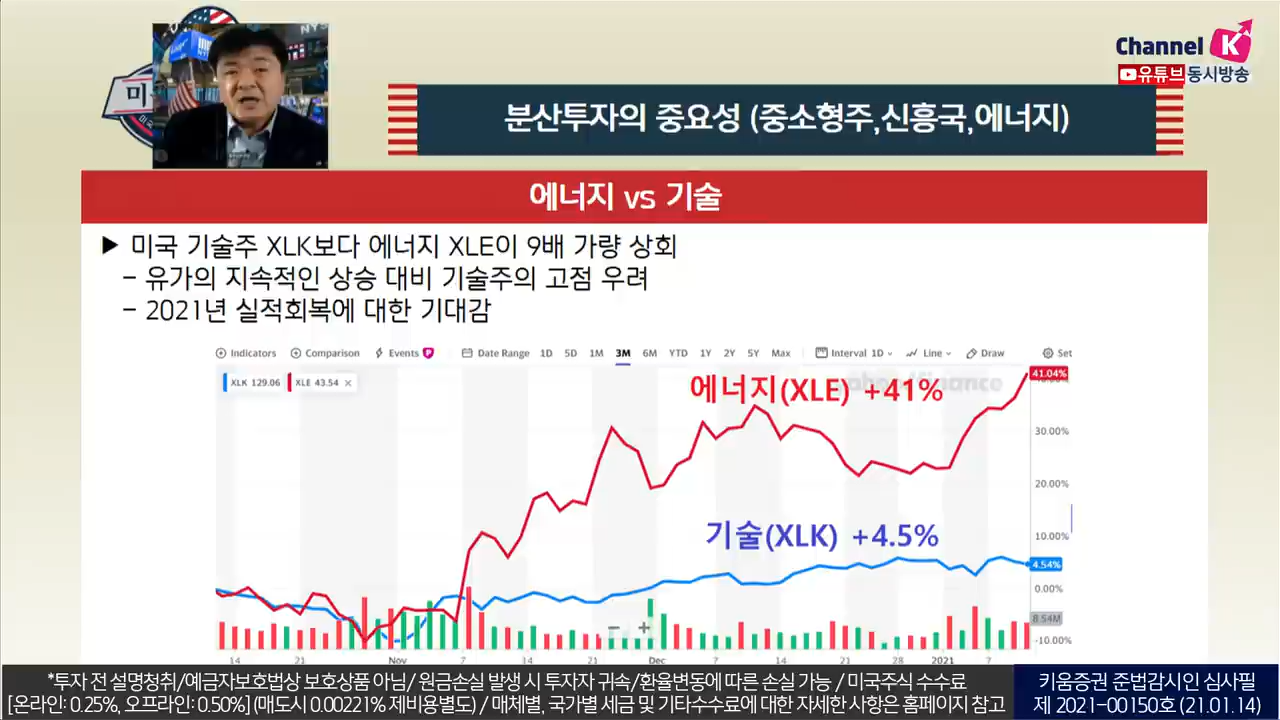 NYS
미
미국
Channel K
유튜브 동시방송
분산투자의 중요성 (중소형주,신흥국,에너지)
에너지 vs 기술
▶ 미국 기술주 XLK보다 에너지 XLE이 9배 가량 상회
– 유가의 지속적인 상승 대비 기술주의 고점 우려
– 2021년 실적회복에 대한 기대감
Indicators Comparison Events P Date Range 1D 5D 1M 3M 6M YTD 1Y 2Y 5Y Max Interval 1D Line Draw Set
XLK 129.06 XLE 43.54 ×
에너지(XLE) +41%
41.04%
30.00%
20.00%
기술(XLK) +4.5%
10.00%
4.54%
0.00%
8.54M
-10.00%
14 21 Nov 7 14 21 Dec 7 14 21 28 2021 7
*투자 전 설명청취/예금자보호법상 보호상품 아님/ 원금손실 발생 시 투자자 귀속/환율변동에 따른 손실 가능 / 미국주식 수수료
[온라인: 0.25%, 오프라인: 0.50%] (매도시 0.00221% 제비용별도) / 매체별, 국가별 세금 및 기타수수료에 대한 자세한 사항은 홈페이지 참고
키움증권 준법감시인 심사필
제 2021-00150호 (21.01.14)